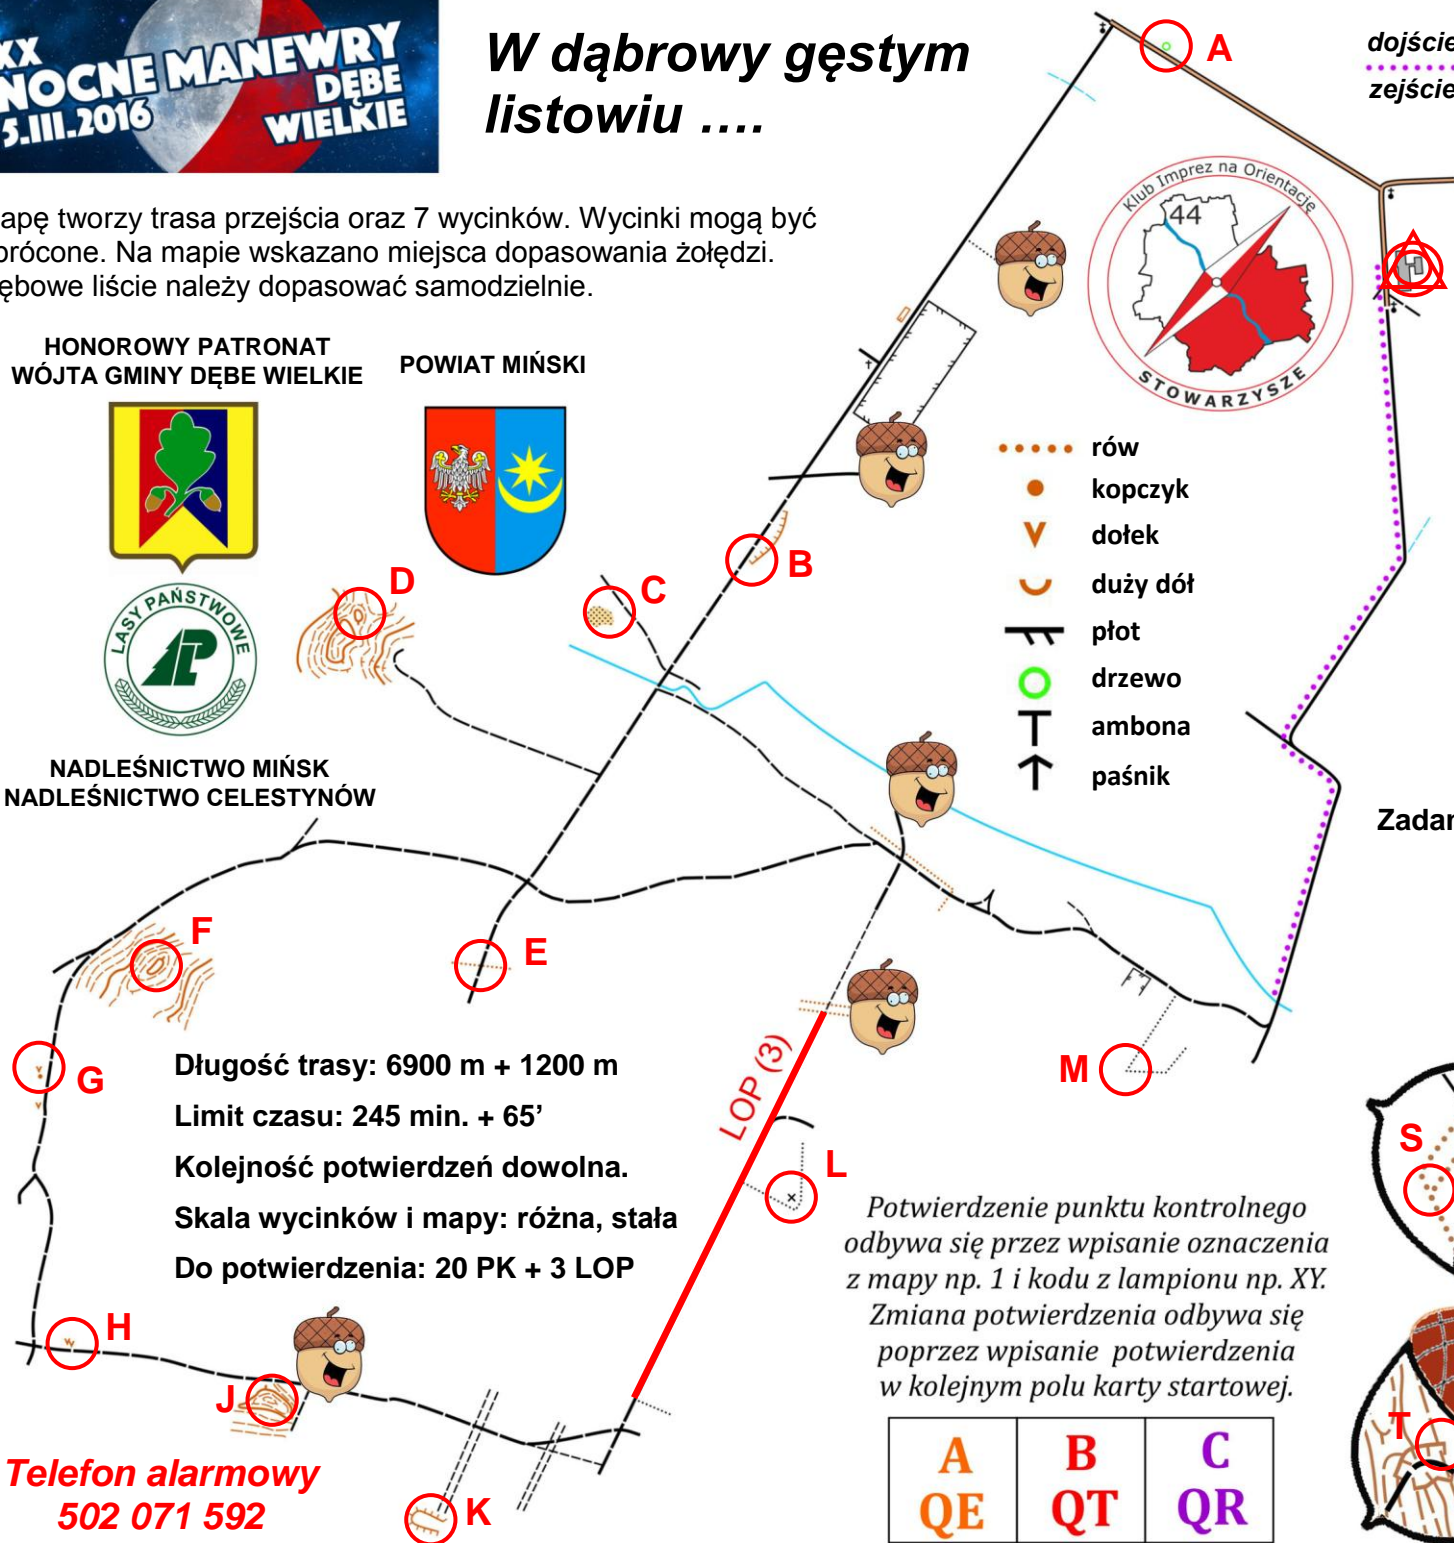 XX
NOCNE MANEWRY
DĘBE
5.III.2016
WIELKIE
W dąbrowy gęstym
listowiu ....
dojście
zejście
A
Klub Imprez na Orientację
44
STOWARZYSZE
apę tworzy trasa przejścia oraz 7 wycinków. Wycinki mogą być
brócone. Na mapie wskazano miejsca dopasowania żołędzi.
ębowe liście należy dopasować samodzielnie.
HONOROWY PATRONAT
WÓJTA GMINY DĘBE WIELKIE
POWIAT MIŃSKI
LASY PAŃSTWOWE
LP
NADLEŚNICTWO MIŃSK
NADLEŚNICTWO CELESTYNÓW
rów
kopczyk
dołek
duży dół
płot
drzewo
ambona
paśnik
B
C
D
E
F
G
H
J
K
L
M
S
T
Zadar
LOP (3)
Długość trasy: 6900 m + 1200 m
Limit czasu: 245 min. + 65’
Kolejność potwierdzeń dowolna.
Skala wycinków i mapy: różna, stała
Do potwierdzenia: 20 PK + 3 LOP
Potwierdzenie punktu kontrolnego
odbywa się przez wpisanie oznaczenia
z mapy np. 1 i kodu z lampionu np. XY.
Zmiana potwierdzenia odbywa się
poprzez wpisanie potwierdzenia
w kolejnym polu karty startowej.
A B C
QE QT QR
Telefon alarmowy
502 071 592